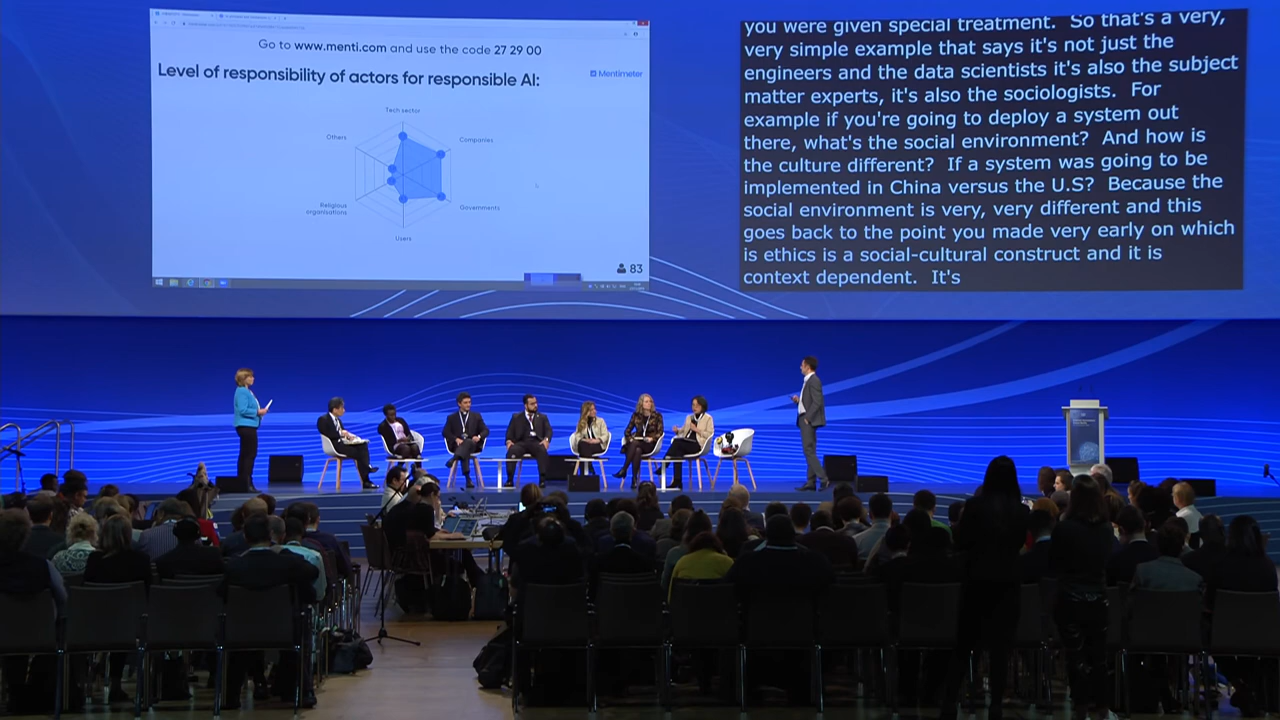 Go to www.menti.com and use the code 27 29 00
Level of responsibility of actors for responsible AI:
Mentimeter
Tech sector
Others
Companies
Religious
organisations
Governments
Users
83
you were given special treatment. So that's a very,
very simple example that says it's not just the
engineers and the data scientists it's also the subject
matter experts, it's also the sociologists. For
example if you're going to deploy a system out
there, what's the social environment? And how is
the culture different? If a system was going to be
implemented in China versus the U.S? Because the
social environment is very, very different and this
goes back to the point you made very early on which
is ethics is a social-cultural construct and it is
context dependent. It's